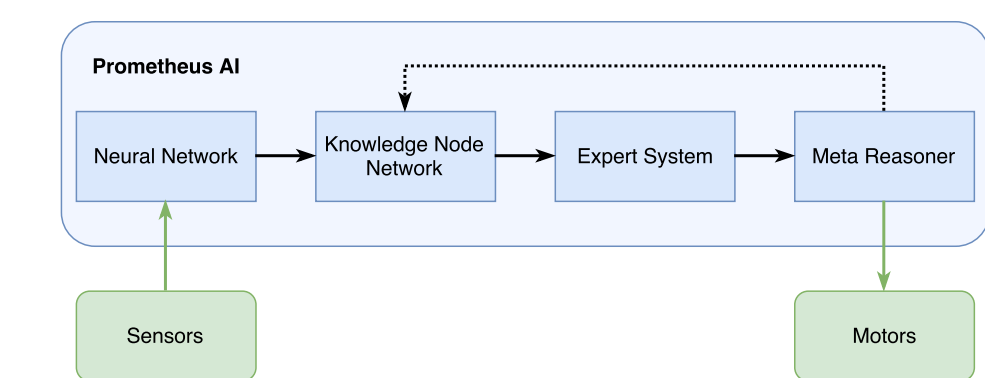 Prometheus AI
Neural Network
Knowledge Node
Network
Expert System
Meta Reasoner
Sensors
Motors